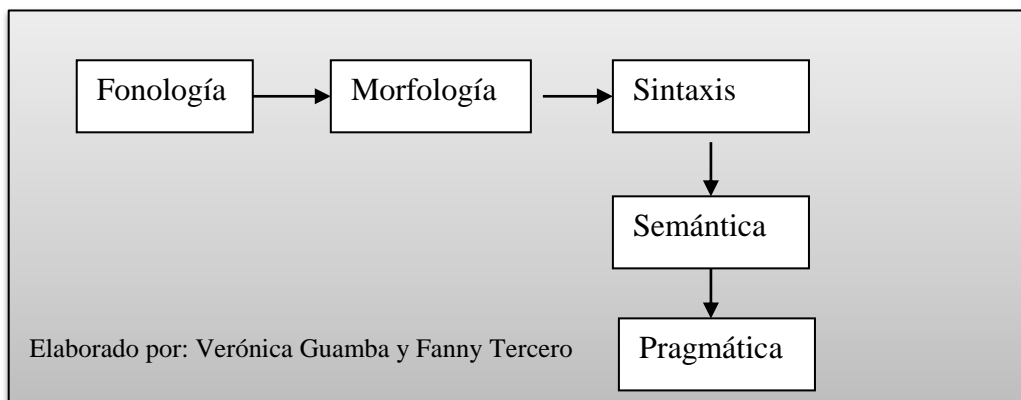 Fonología
Morfología
Sintaxis
Semántica
Pragmática
Elaborado por: Verónica Guamba y Fanny Tercero